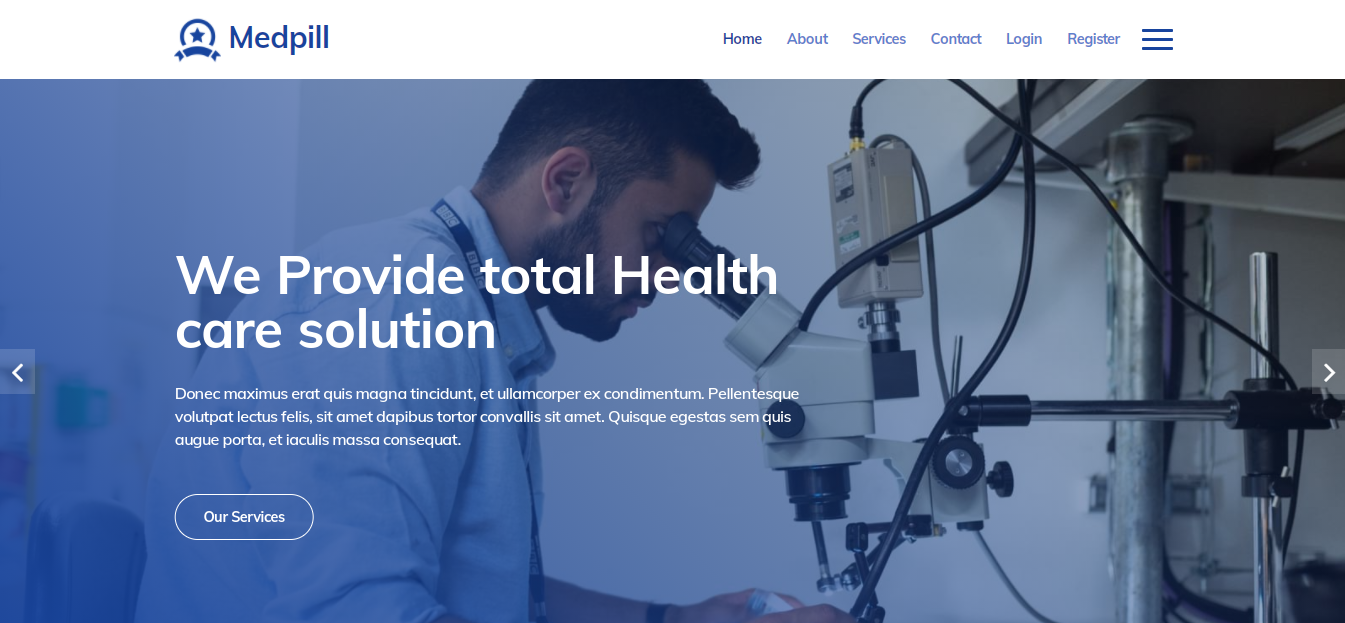 Medpill
Home About Services Contact Login Register
We Provide total Health
care solution
Donec maximus erat quis magna tincidunt, et ullamcorper ex condimentum. Pellentesque
volutpat lectus felis, sit amet dapibus tortor convallis sit amet. Quisque egestas sem quis
augue porta, et iaculis massa consequat.
Our Services